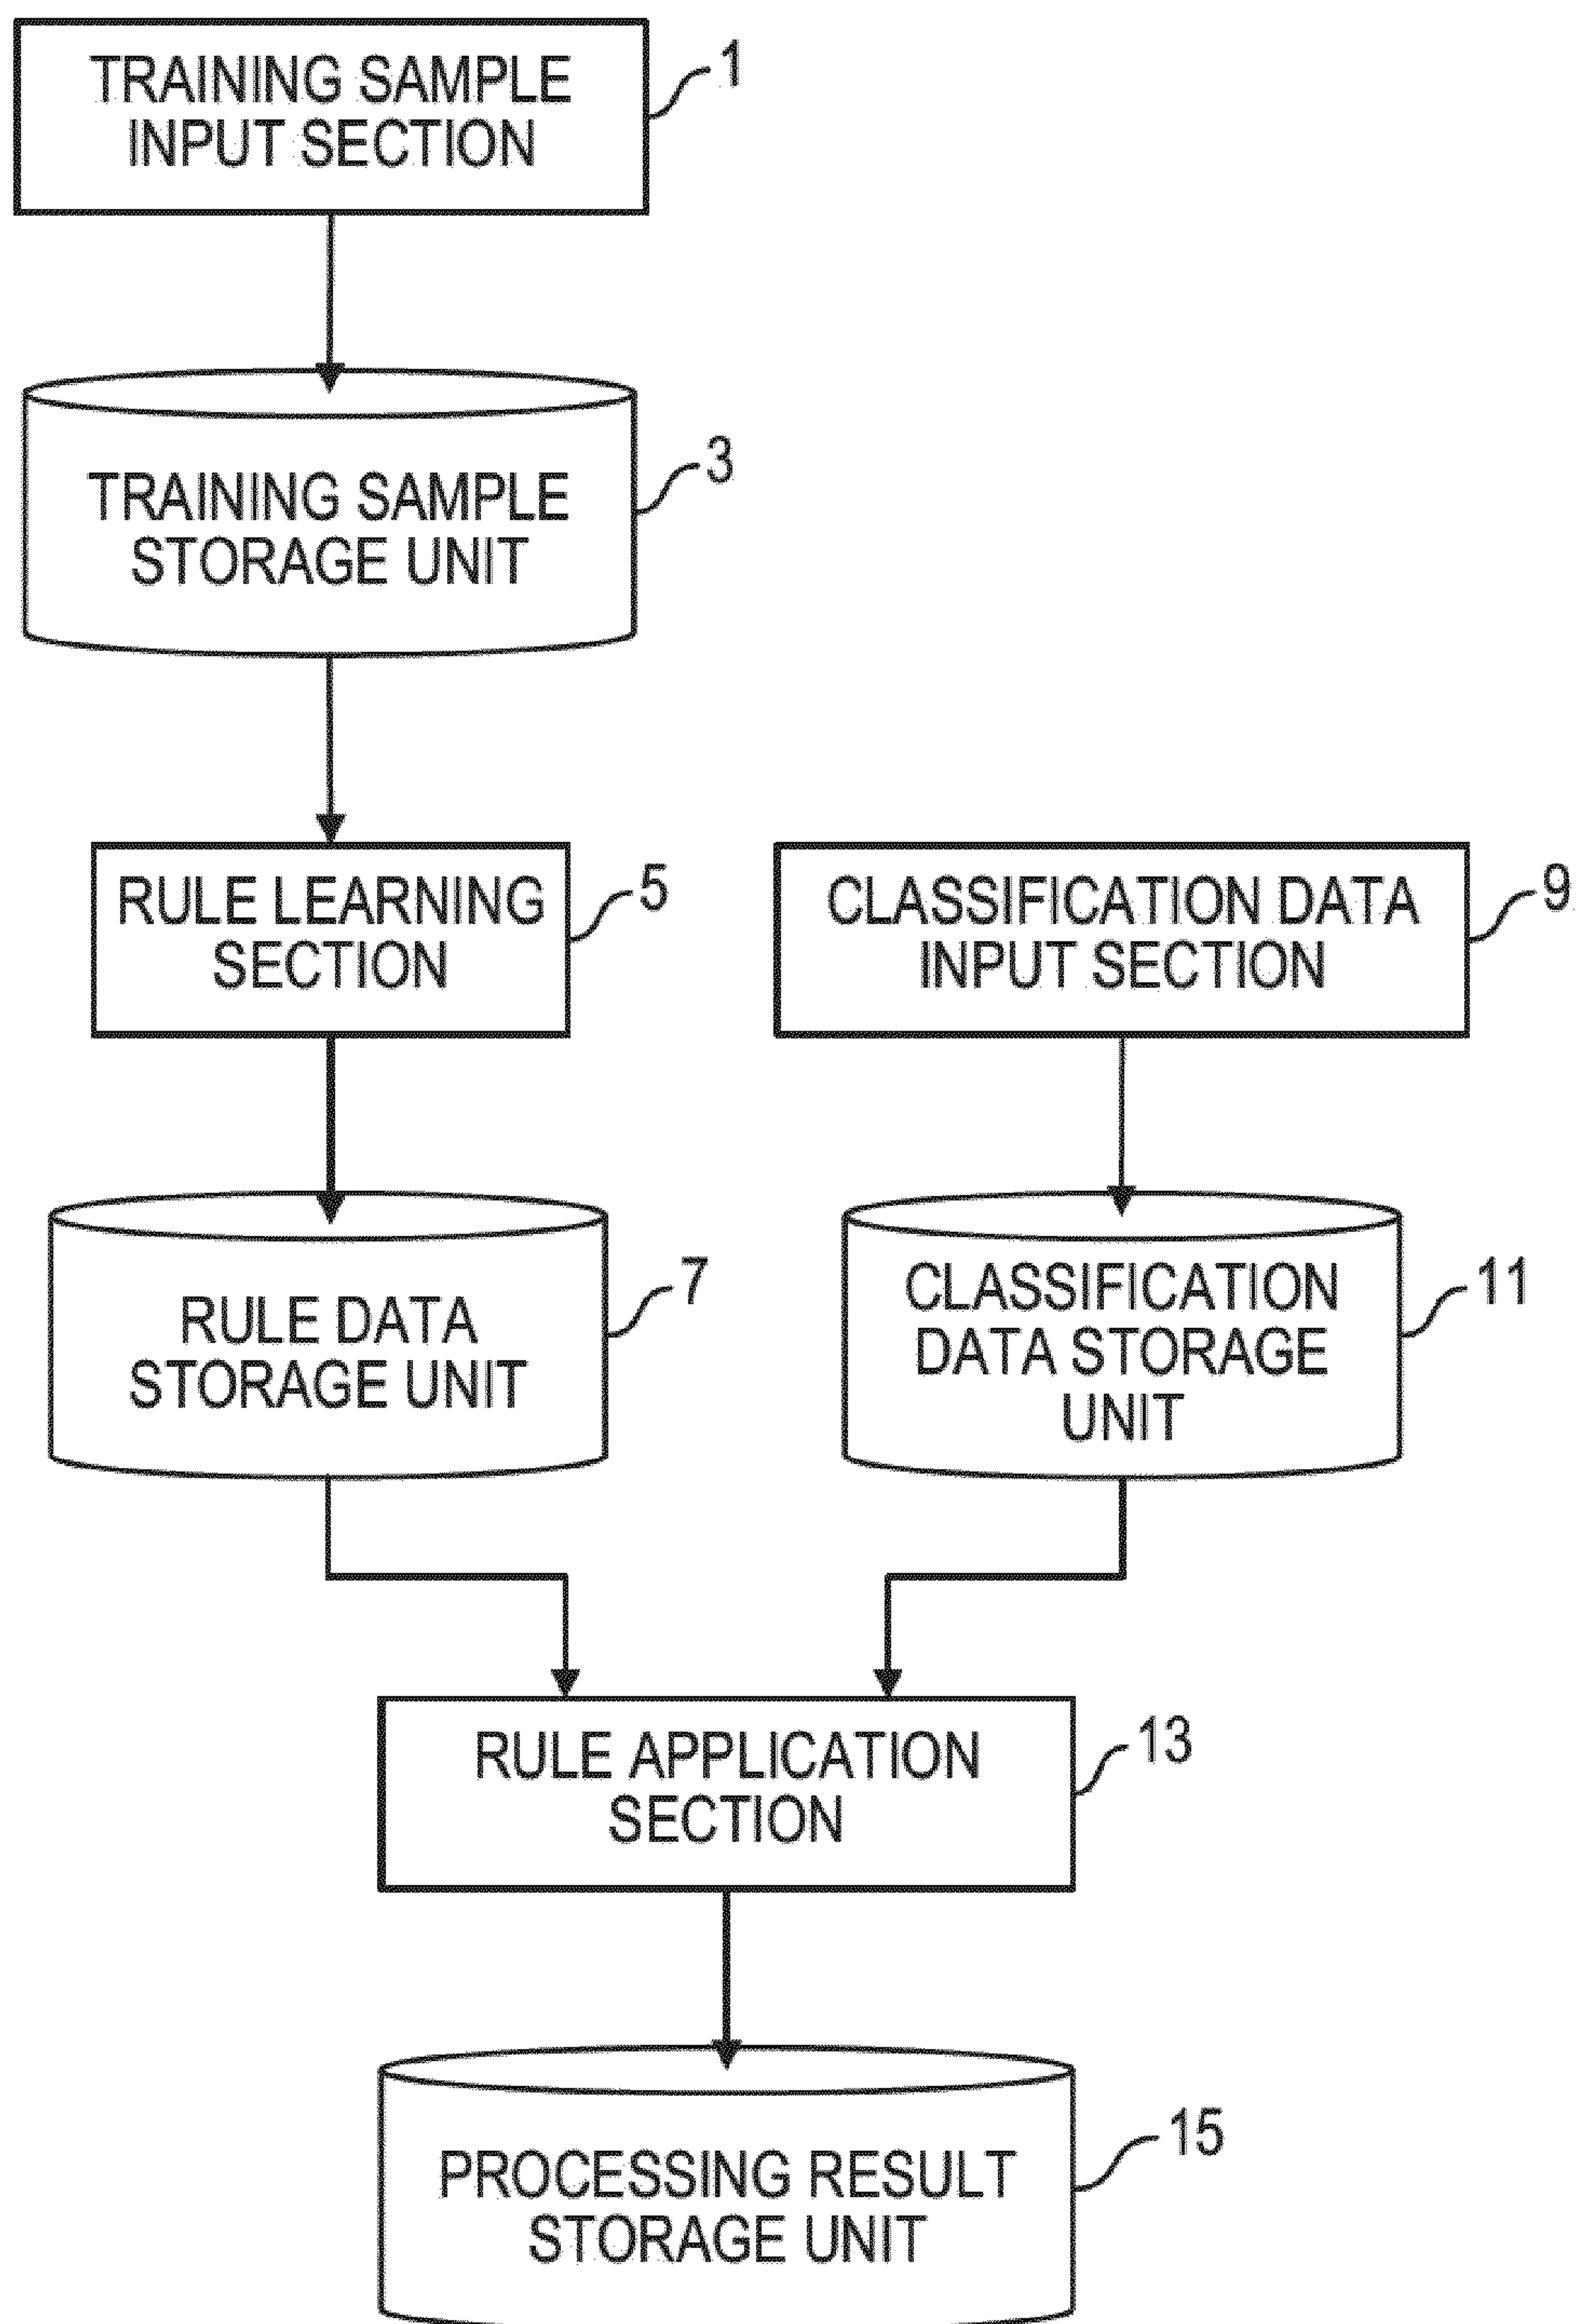 TRAINING SAMPLE
INPUT SECTION
1
TRAINING SAMPLE
STORAGE UNIT
3
RULE LEARNING
SECTION
5
CLASSIFICATION DATA
INPUT SECTION
9
RULE DATA
STORAGE UNIT
7
CLASSIFICATION
DATA STORAGE
UNIT
11
RULE APPLICATION
SECTION
13
PROCESSING RESULT
STORAGE UNIT
15